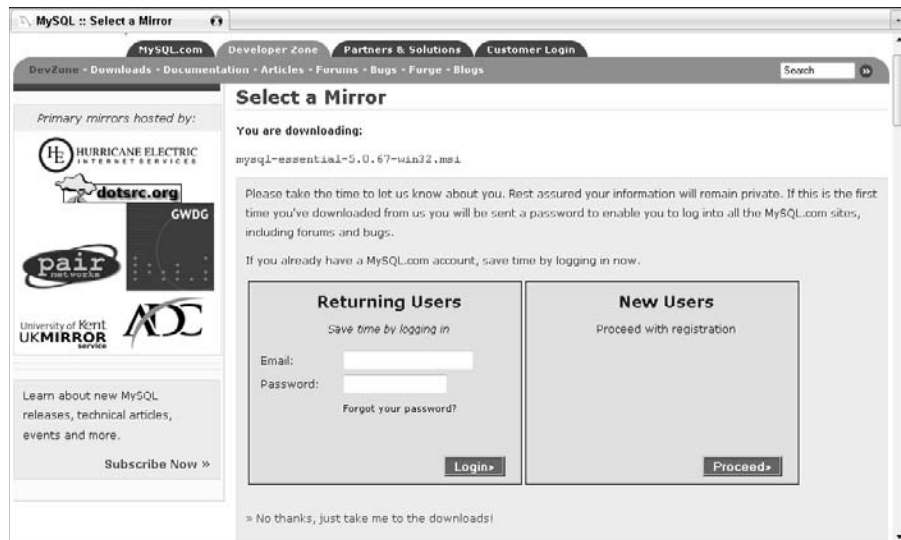 MySQL :: Select a Mirror
MySQL.com
Developer Zone
Partners & Solutions
Customer Login
DevZone - Downloads - Documentation - Articles - Forums - Bugs - Forge - Blogs
Search
Select a Mirror
Primary mirrors hosted by:
HE HURRICANE ELECTRIC
INTERNET SERVICES
dotsrc.org
GWDG
pair
networks
University of Kent
UKMIRROR
service
ADC
Learn about new MySQL
releases, technical articles,
events and more.
Subscribe Now »
You are downloading:
mysql-essential-5.0.67-win32.msi
Please take the time to let us know about you. Rest assured your information will remain private. If this is the first
time you've downloaded from us you will be sent a password to enable you to log into all the MySQL.com sites,
including forums and bugs.
If you already have a MySQL.com account, save time by logging in now.
Returning Users
Save time by logging in
Email:
Password:
Forgot your password?
Login»
New Users
Proceed with registration
Proceed»
» No thanks, just take me to the downloads!